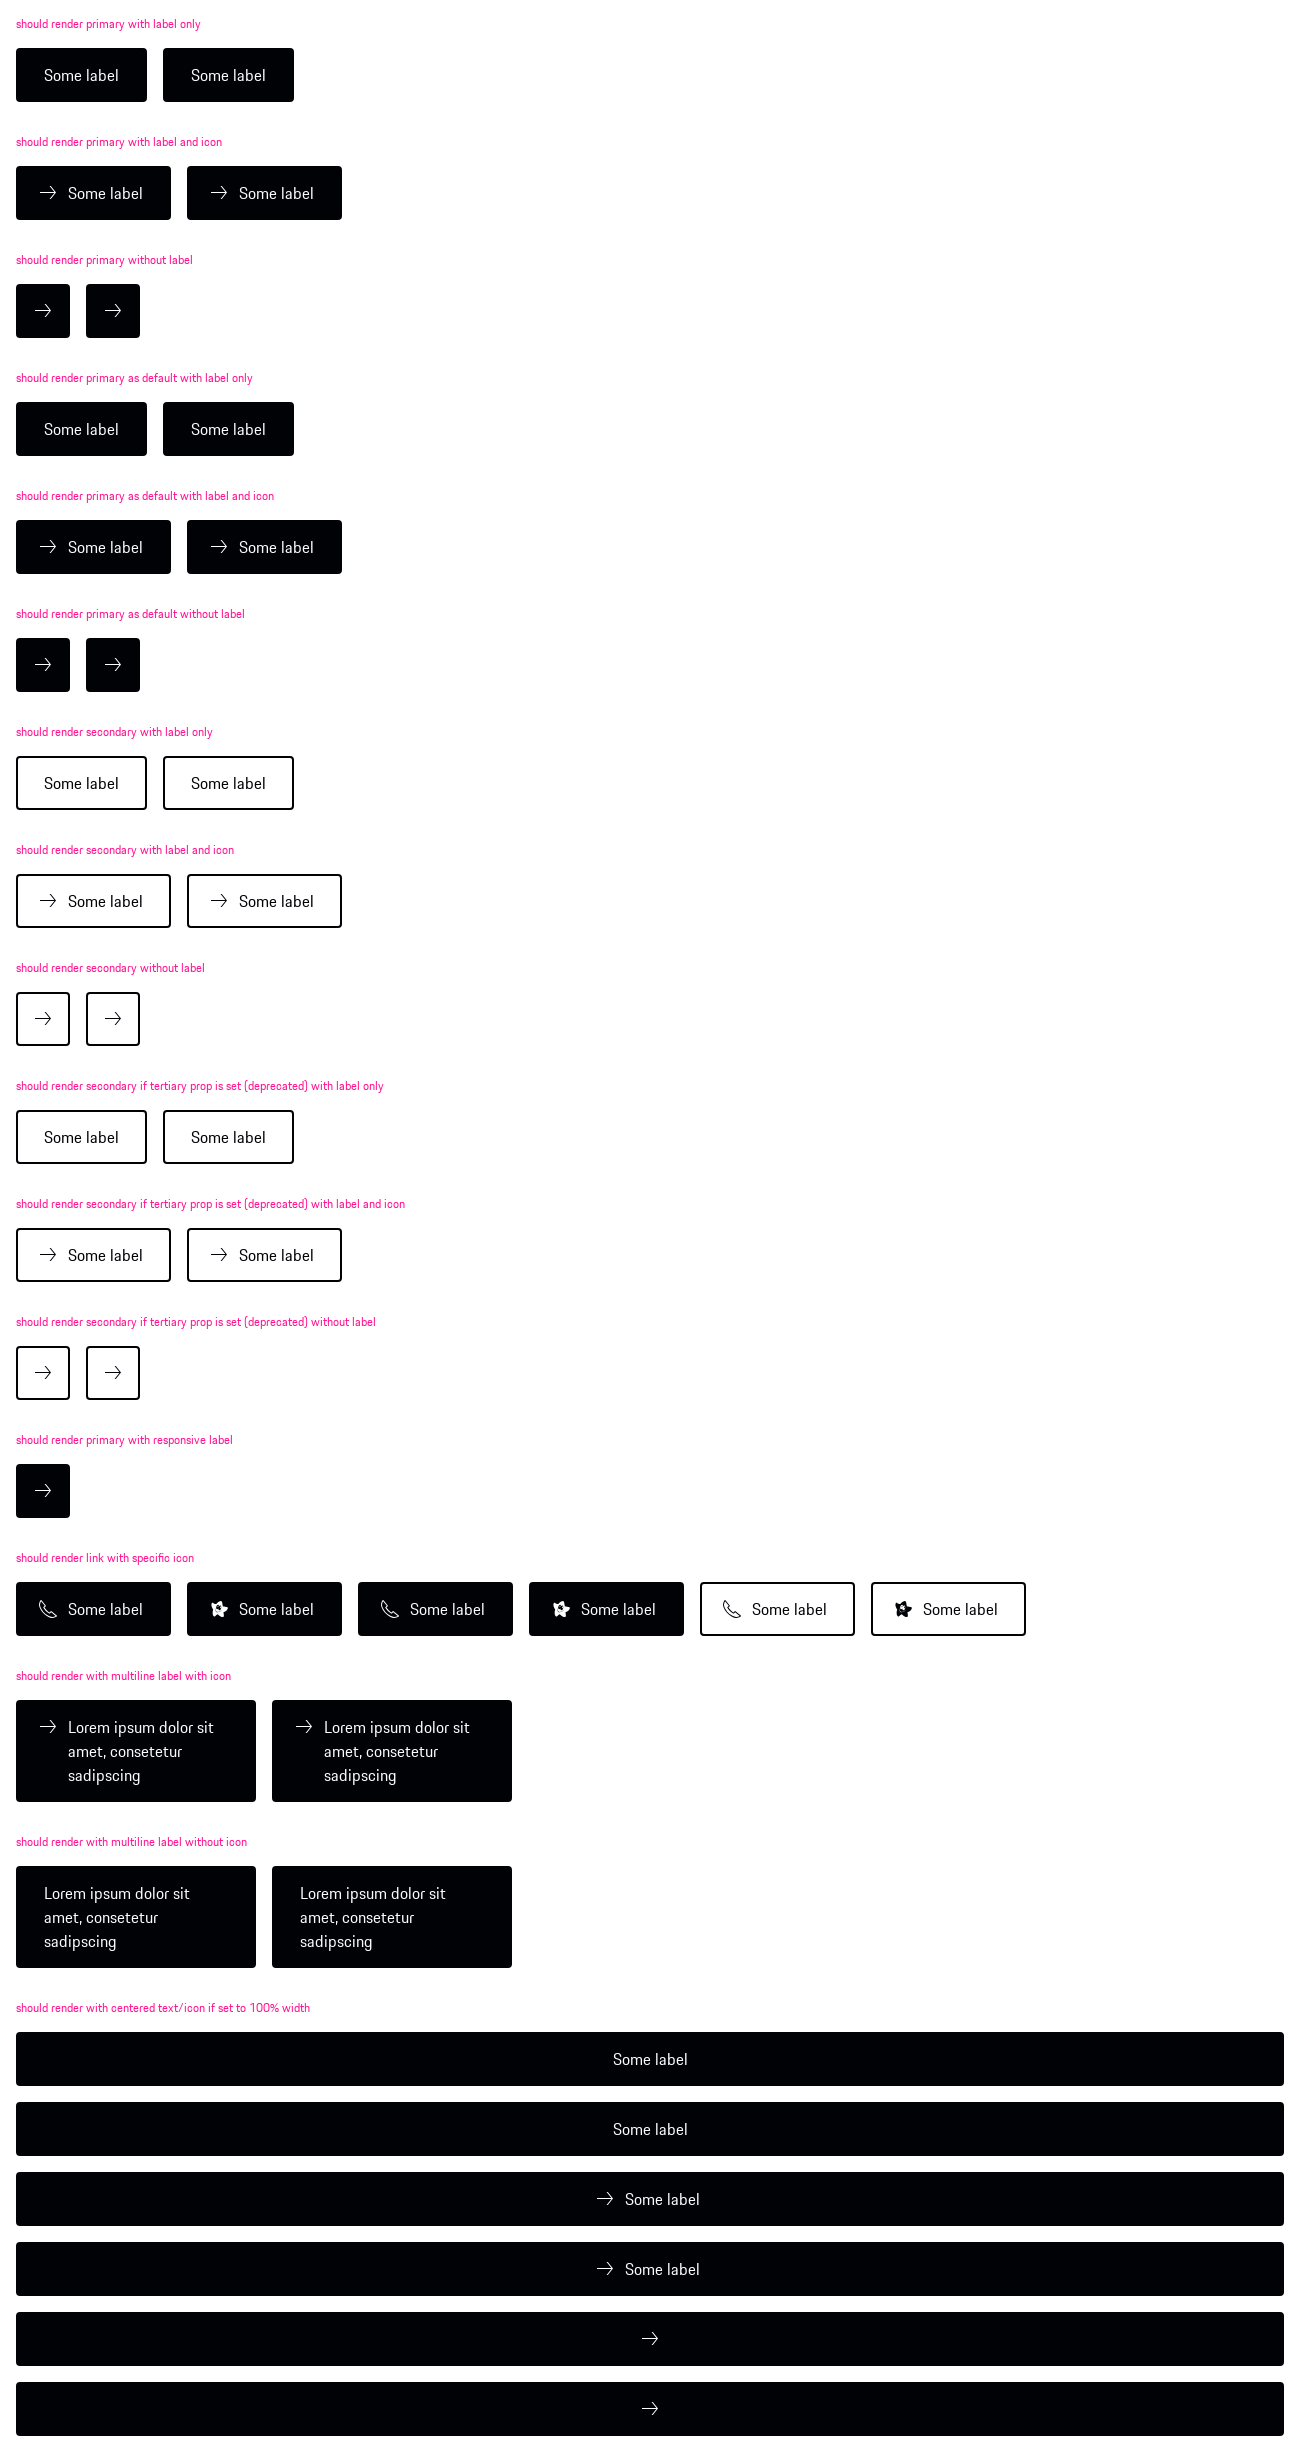 should render primary with label only
Some label Some label
should render primary with label and icon
Some label Some label
should render primary without label
should render primary as default with label only
Some label Some label
should render primary as default with label and icon
Some label Some label
should render primary as default without label
should render secondary with label only
Some label Some label
should render secondary with label and icon
Some label Some label
should render secondary without label
should render secondary if tertiary prop is set (deprecated) with label only
Some label Some label
should render secondary if tertiary prop is set (deprecated) with label and icon
Some label Some label
should render secondary if tertiary prop is set (deprecated) without label
should render primary with responsive label
should render link with specific icon
Some label Some label Some label Some label Some label Some label
should render with multiline label with icon
Lorem ipsum dolor sit
amet, consetetur
sadipscing
Lorem ipsum dolor sit
amet, consetetur
sadipscing
should render with multiline label without icon
Lorem ipsum dolor sit
amet, consetetur
sadipscing
Lorem ipsum dolor sit
amet, consetetur
sadipscing
should render with centered text/icon if set to 100% width
Some label
Some label
Some label
Some label